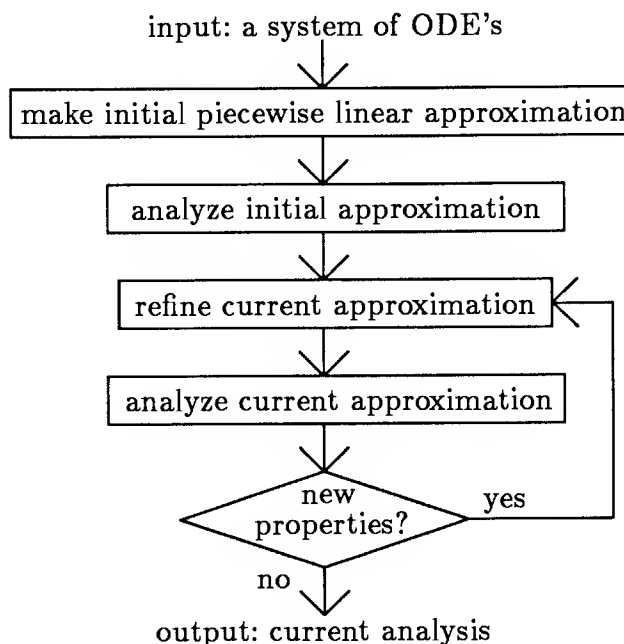 input: a system of ODE's
make initial piecewise linear approximation
analyze initial approximation
refine current approximation
analyze current approximation
new
properties?
yes
no
output: current analysis